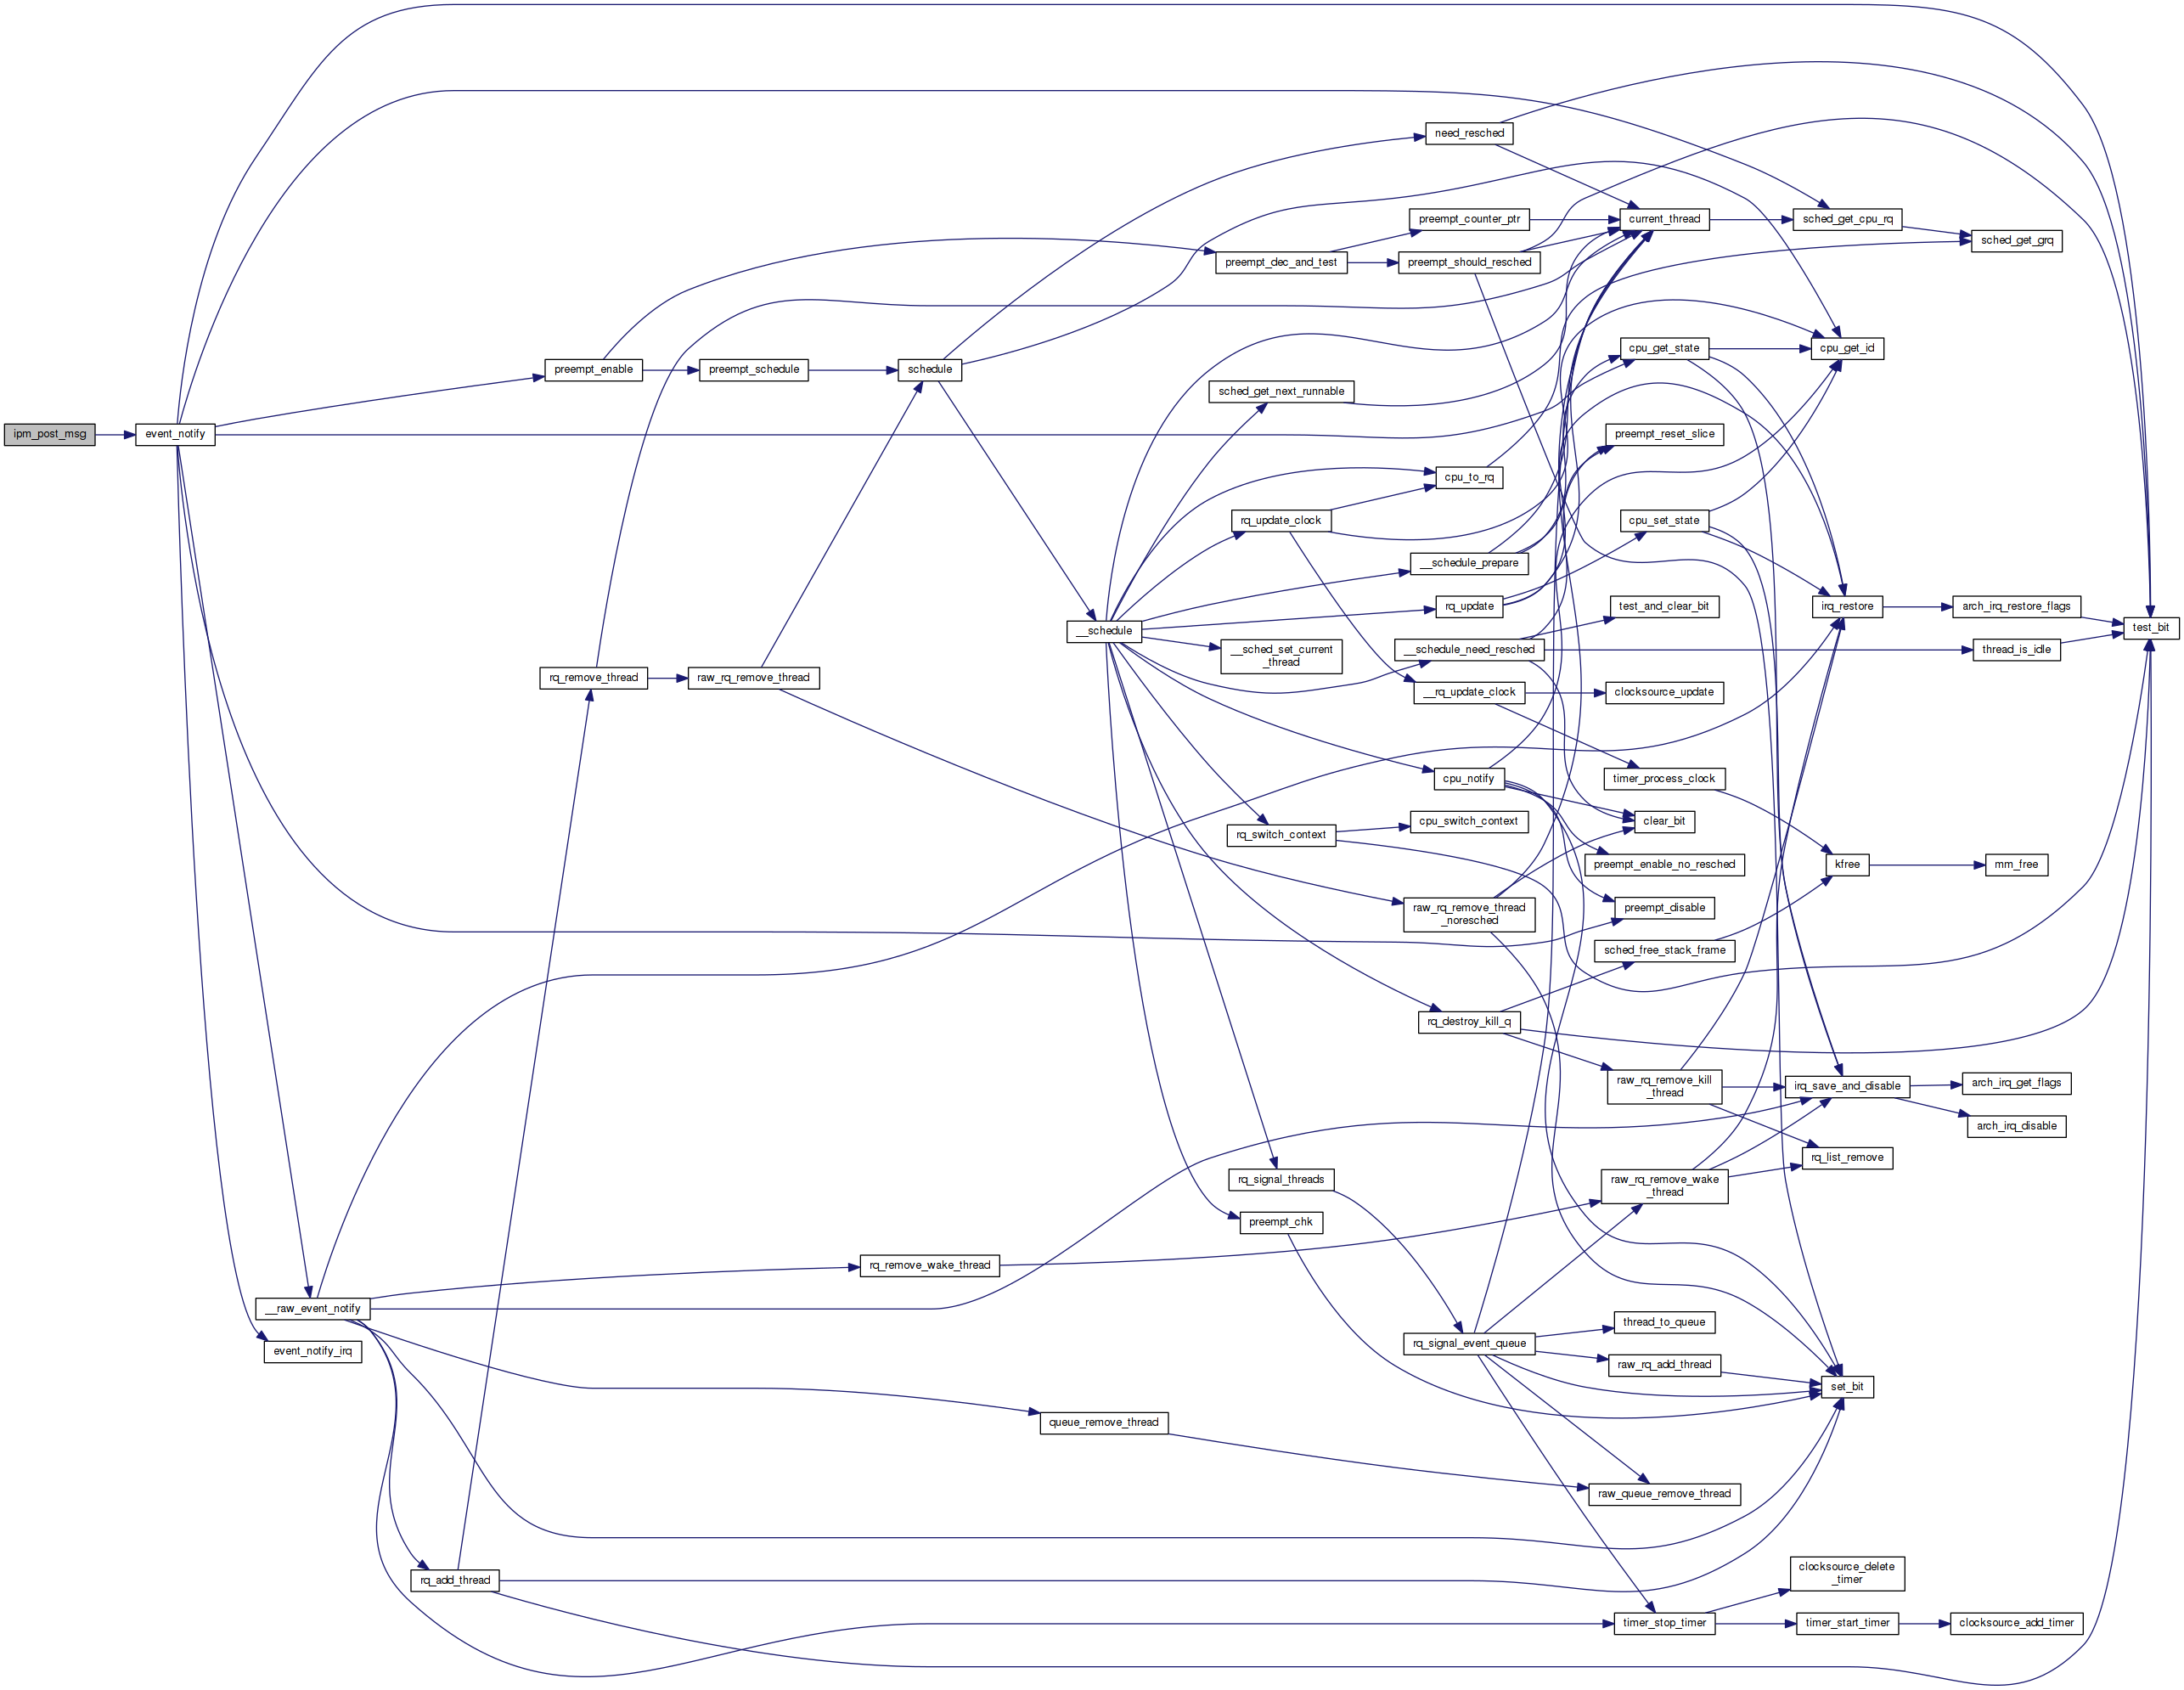 need_resched
preempt_counter_ptr
current_thread
sched_get_cpu_rq
sched_get_grq
preempt_dec_and_test
preempt_should_resched
cpu_get_state
cpu_get_id
preempt_enable
preempt_schedule
schedule
sched_get_next_runnable
ipm_post_msg
event_notify
preempt_reset_slice
cpu_to_rq
rq_update_clock
cpu_set_state
__schedule_prepare
rq_update
test_and_clear_bit
irq_restore
arch_irq_restore_flags
test_bit
__schedule
__sched_set_current
_thread
__schedule_need_resched
thread_is_idle
rq_remove_thread
raw_rq_remove_thread
__rq_update_clock
clocksource_update
cpu_notify
timer_process_clock
rq_switch_context
cpu_switch_context
clear_bit
preempt_enable_no_resched
kfree
mm_free
raw_rq_remove_thread
_noresched
preempt_disable
sched_free_stack_frame
rq_destroy_kill_q
raw_rq_remove_kill
_thread
irq_save_and_disable
arch_irq_get_flags
arch_irq_disable
rq_list_remove
rq_signal_threads
raw_rq_remove_wake
_thread
preempt_chk
rq_remove_wake_thread
__raw_event_notify
event_notify_irq
thread_to_queue
rq_signal_event_queue
raw_rq_add_thread
set_bit
queue_remove_thread
raw_queue_remove_thread
rq_add_thread
clocksource_delete
_timer
timer_stop_timer
timer_start_timer
clocksource_add_timer